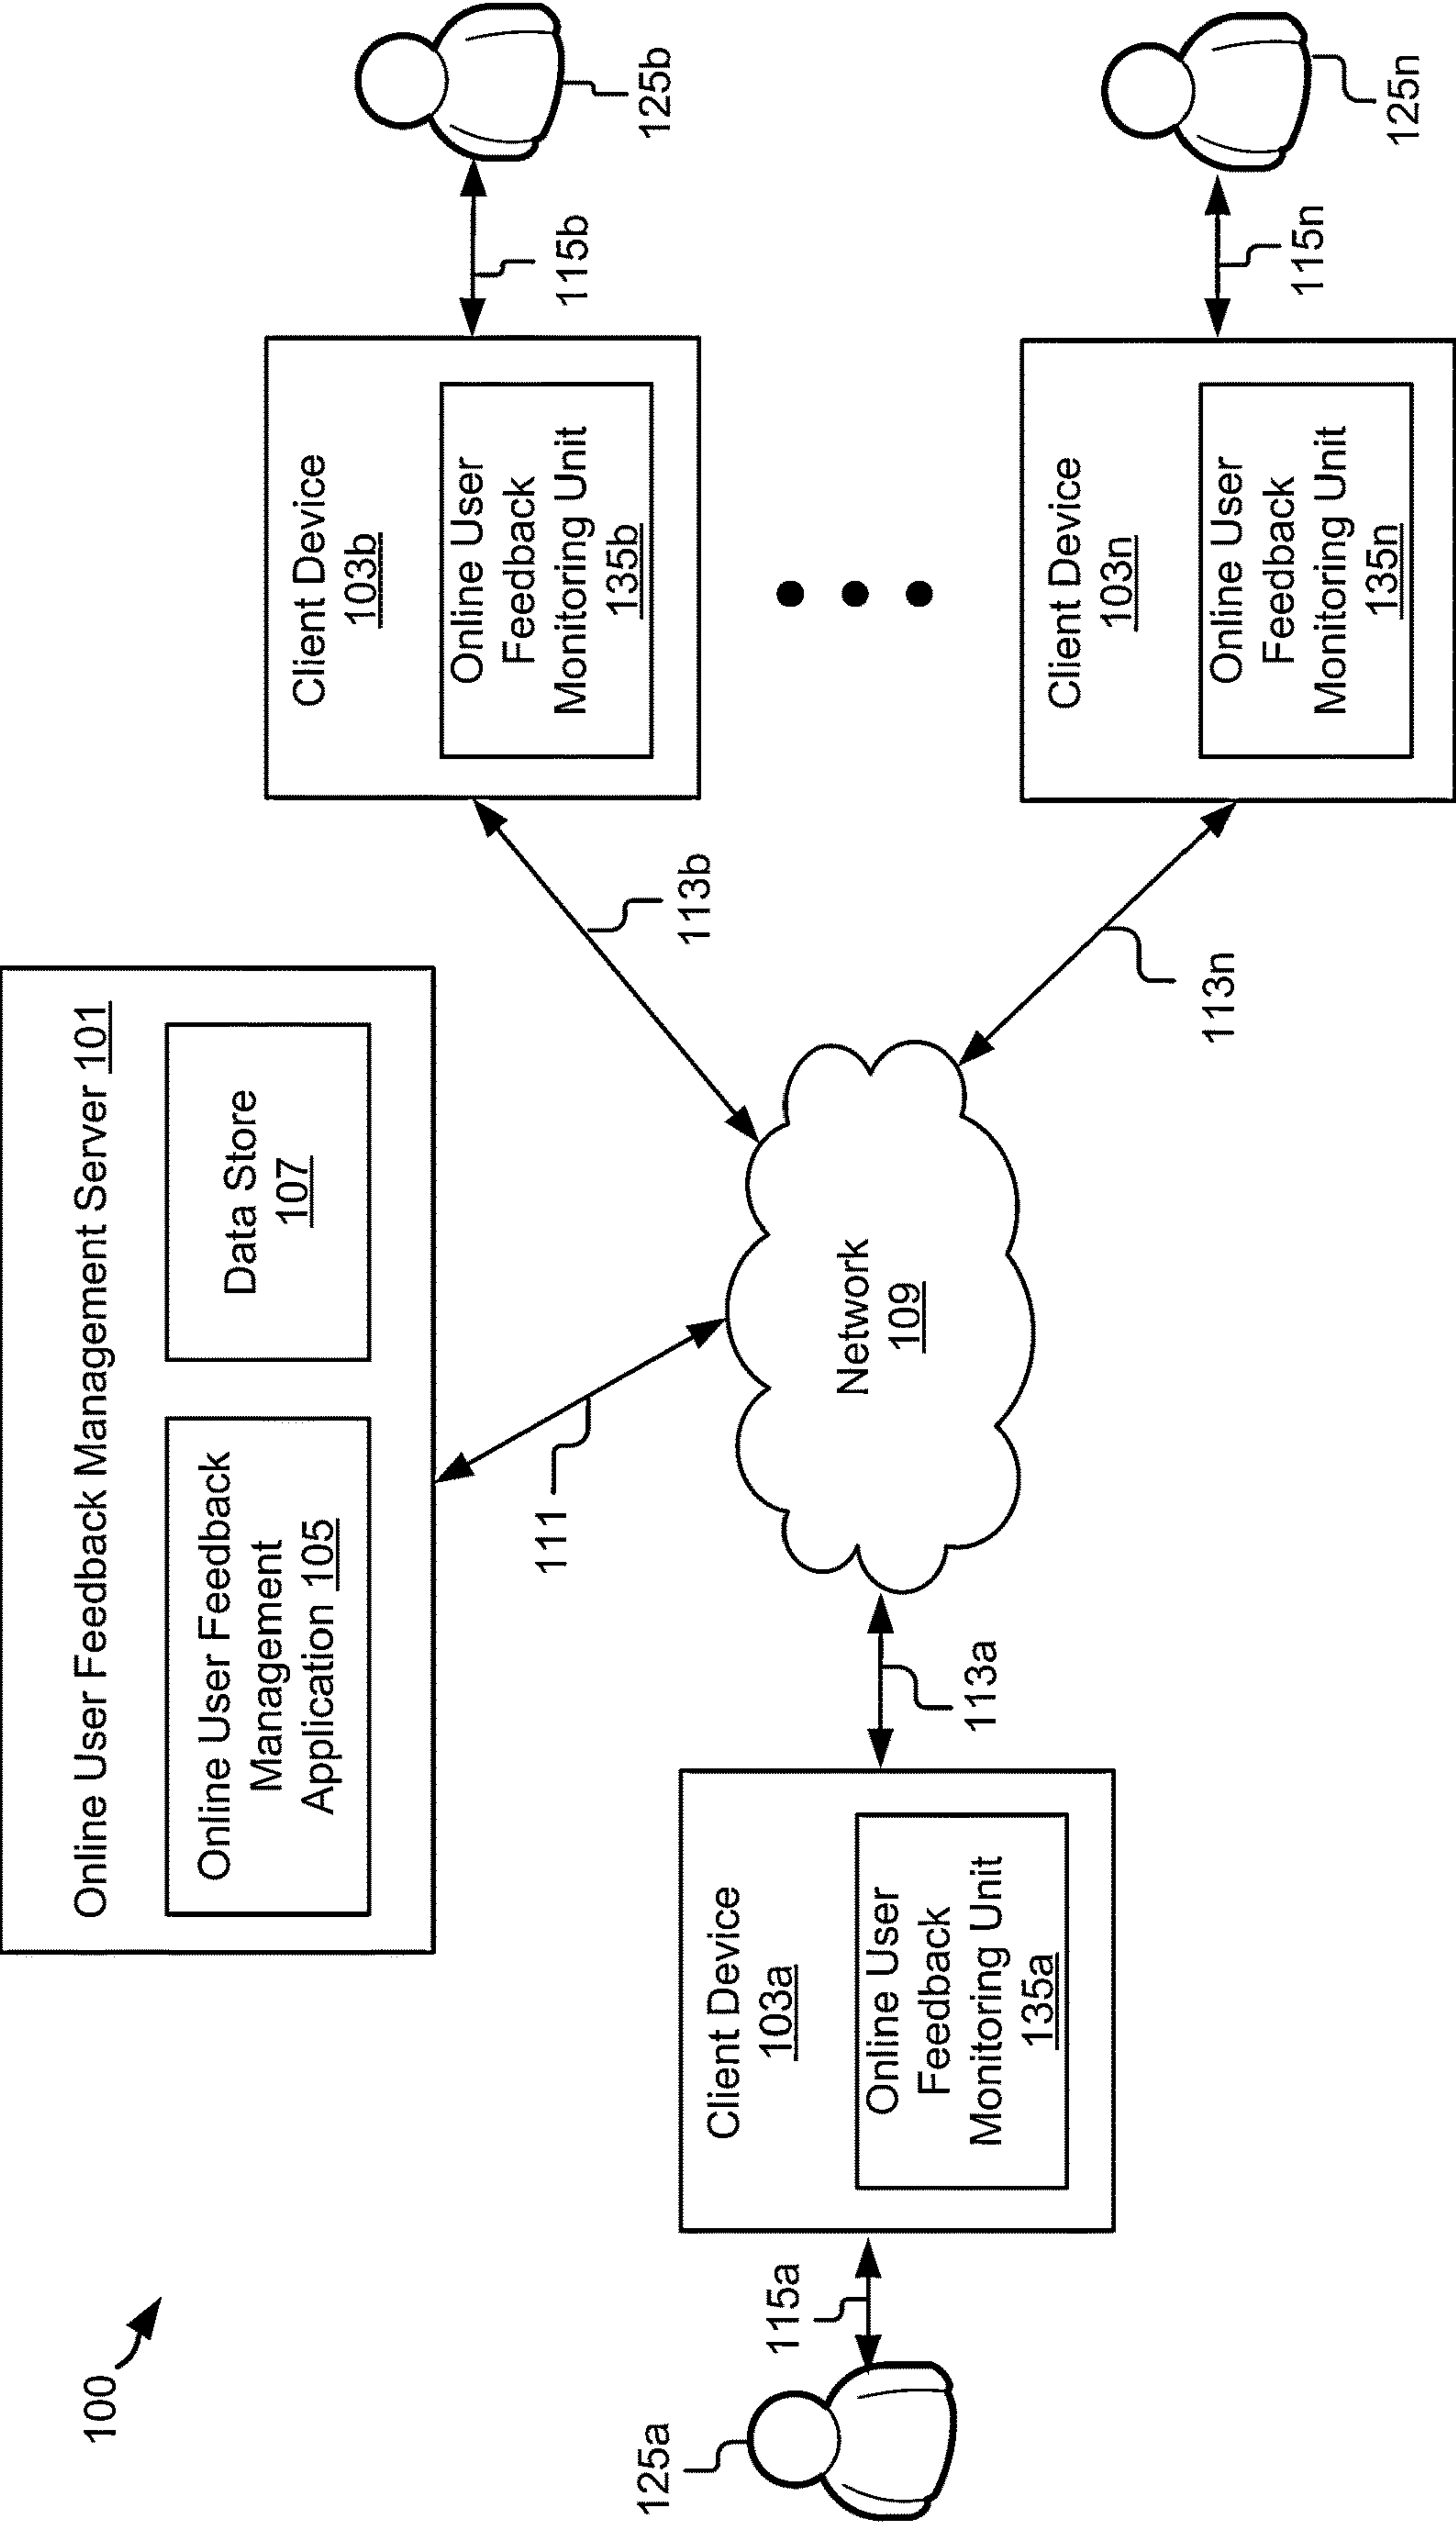 100
Online User Feedback Management Server 101
Online User Feedback
Management
Application 105
Data Store
107
111
Network
109
125a
115a
Client Device
103a
Online User
Feedback
Monitoring Unit
135a
113a
113b
Client Device
103b
Online User
Feedback
Monitoring Unit
135b
115b
125b
113n
Client Device
103n
Online User
Feedback
Monitoring Unit
135n
115n
125n